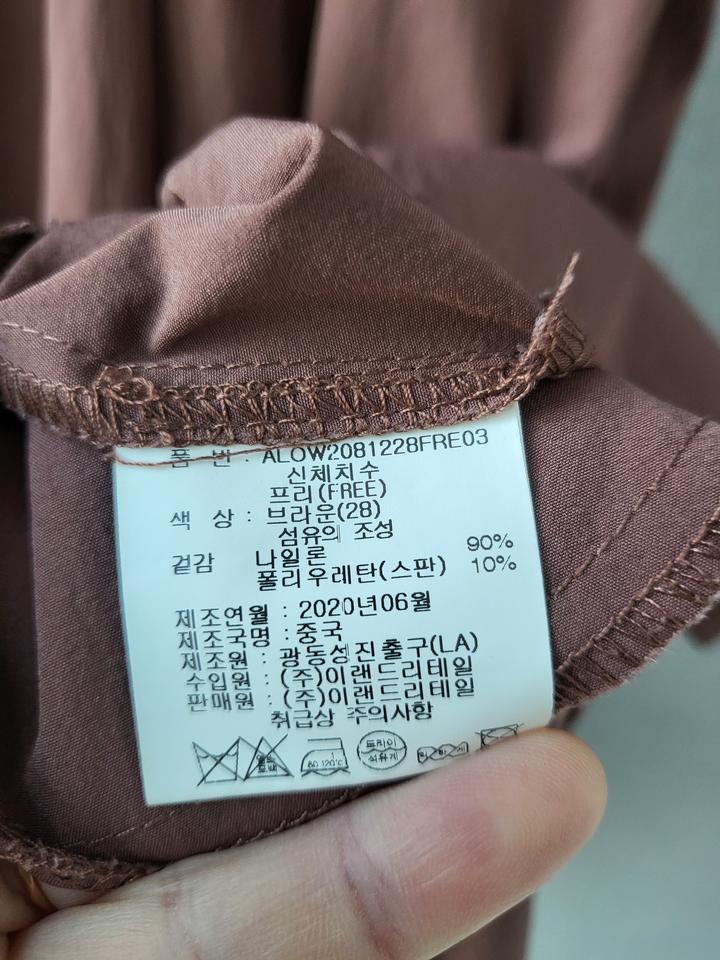 품 번 : ALOW2081228FRE03
신체치수
프리(FREE)
색 상 : 브라운(28)
섬유의 조성
겉감 나일론 90%
폴리우레탄(스판) 10%
제조연월 : 2020년06월
제조국명 : 중국
제조원 : 광동성진출구(LA)
수입원 : (주)이랜드리테일
판매원 : (주)이랜드리테일
취급상 주의사항
80-120℃ 드라이
석유계